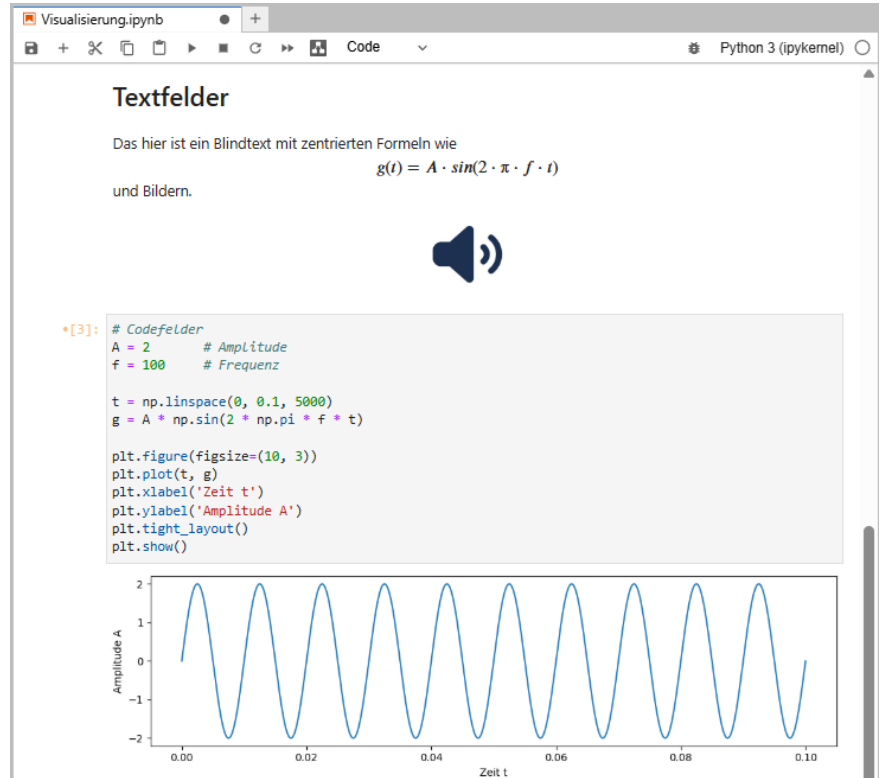 Visualisierung.ipynb
Code
Python 3 (ipykernel)
Textfelder
Das hier ist ein Blindtext mit zentrierten Formeln wie
g(t) = A · sin(2 · π · f · t)
und Bildern.
[3]:
# Codefelder
A = 2       # Amplitude
f = 100     # Frequenz
t = np.linspace(0, 0.1, 5000)
g = A * np.sin(2 * np.pi * f * t)
plt.figure(figsize=(10, 3))
plt.plot(t, g)
plt.xlabel('Zeit t')
plt.ylabel('Amplitude A')
plt.tight_layout()
plt.show()
Amplitude A
2
1
0
−1
−2
0.00 0.02 0.04 0.06 0.08 0.10
Zeit t